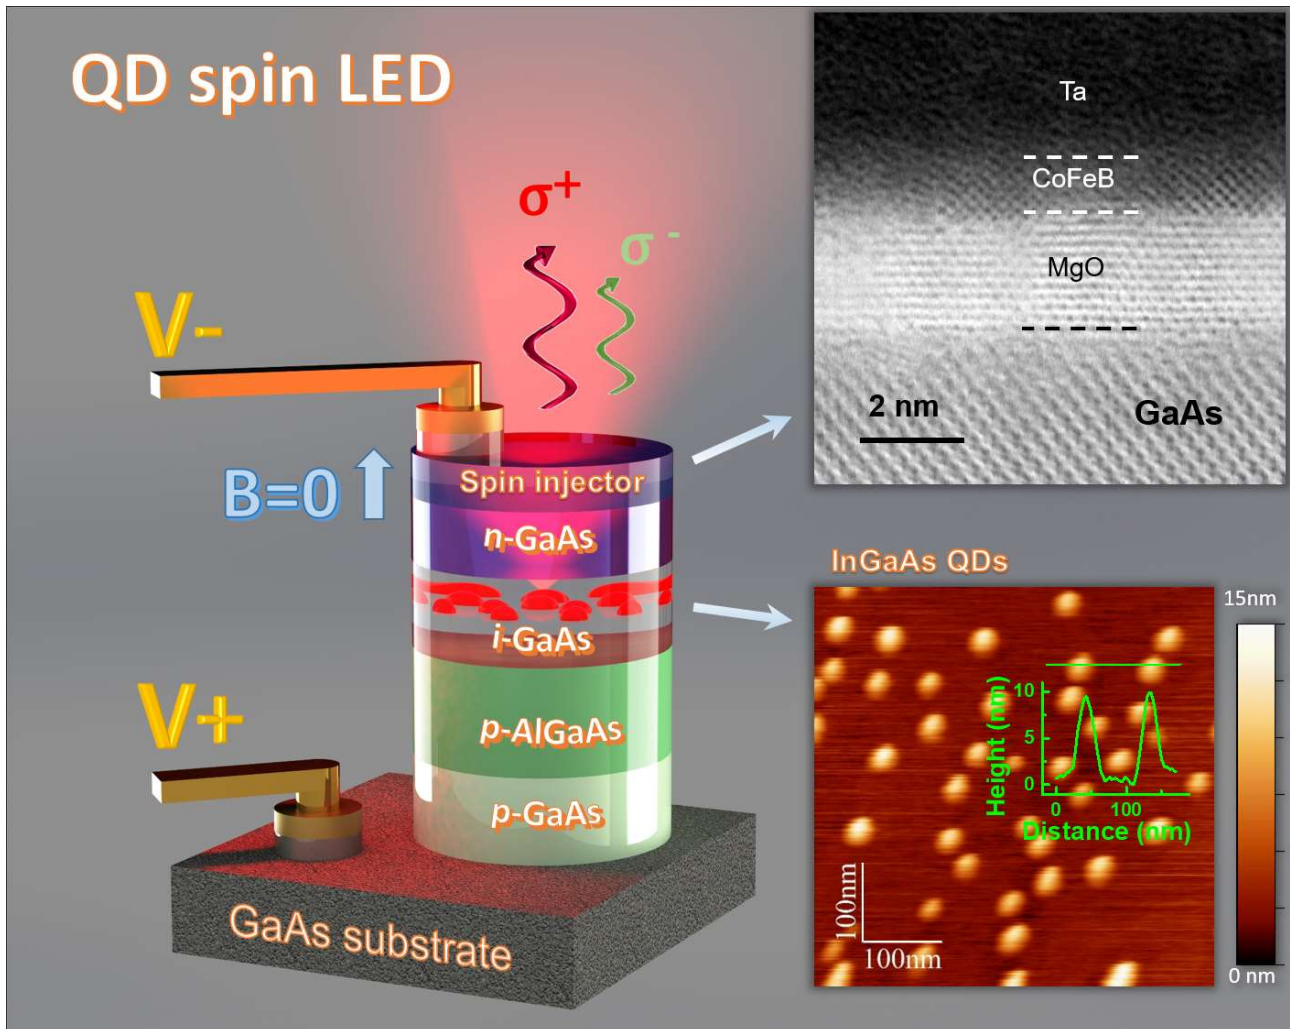 QD spin LED
σ+
σ -
V-
B=0
Spin injector
n-GaAs
i-GaAs
p-AlGaAs
p-GaAs
V+
GaAs substrate
Ta
CoFeB
MgO
2 nm
GaAs
InGaAs QDs
15nm
0 nm
Height (nm)
10
5
0
0
100
Distance (nm)
100nm
100nm